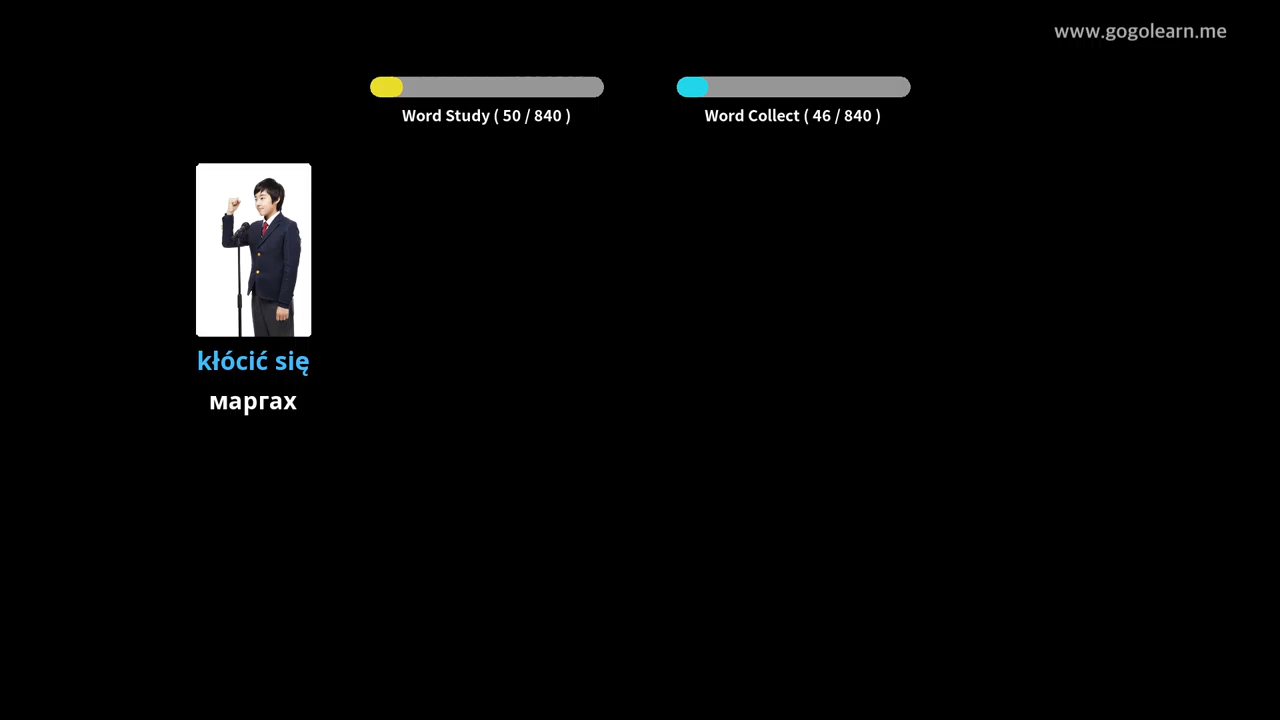 www.gogolearn.me
Word Study ( 50 / 840 )
Word Collect ( 46 / 840 )
kłócić się
маргах